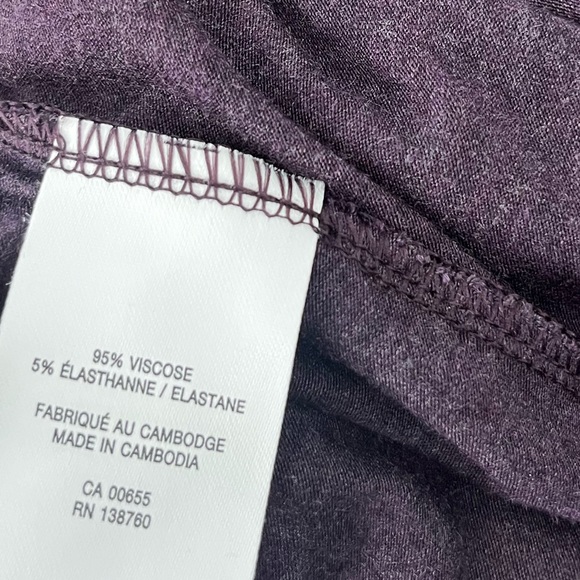 95% VISCOSE
5% ÉLASTHANNE / ELASTANE
FABRIQUÉ AU CAMBODGE
MADE IN CAMBODIA
CA 00655
RN 138760